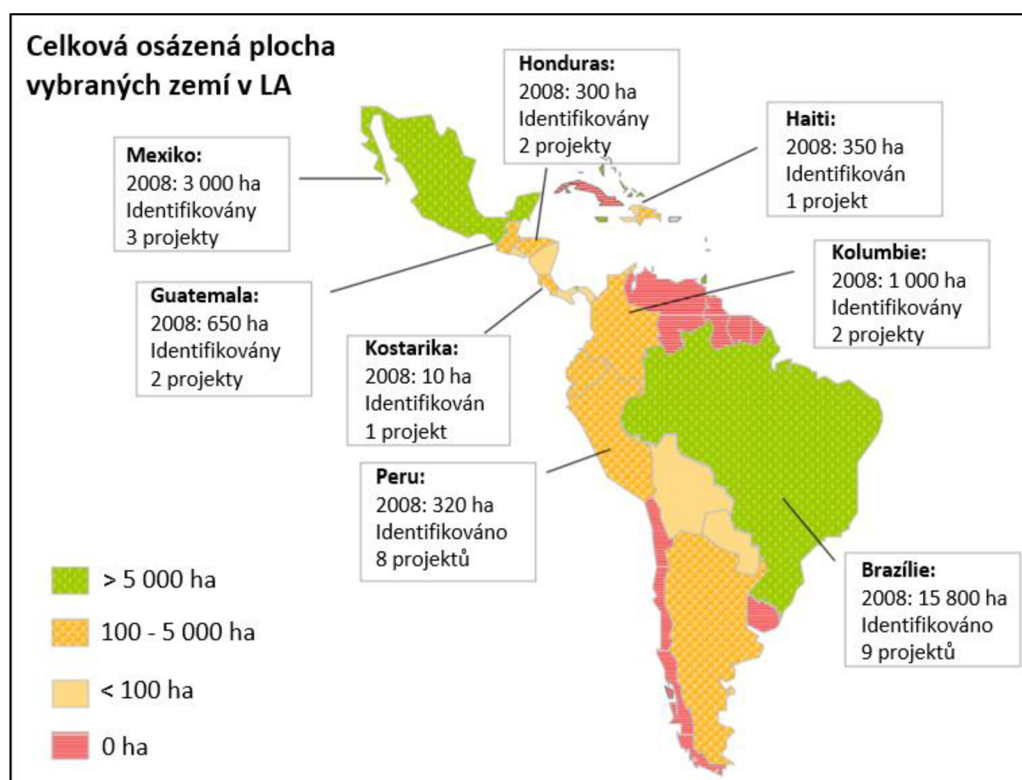 Celková osázená plocha
vybraných zemí v LA
Honduras:
2008: 300 ha
Identifikovány
2 projekty
Haiti:
2008: 350 ha
Identifikován
1 projekt
Mexiko:
2008: 3 000 ha
Identifikovány
3 projekty
Kolumbie:
2008: 1 000 ha
Identifikovány
2 projekty
Guatemala:
2008: 650 ha
Identifikovány
2 projekty
Kostarika:
2008: 10 ha
Identifikován
1 projekt
Peru:
2008: 320 ha
Identifikováno
8 projektů
Brazílie:
2008: 15 800 ha
Identifikováno
9 projektů
> 5 000 ha
100 - 5 000 ha
< 100 ha
0 ha